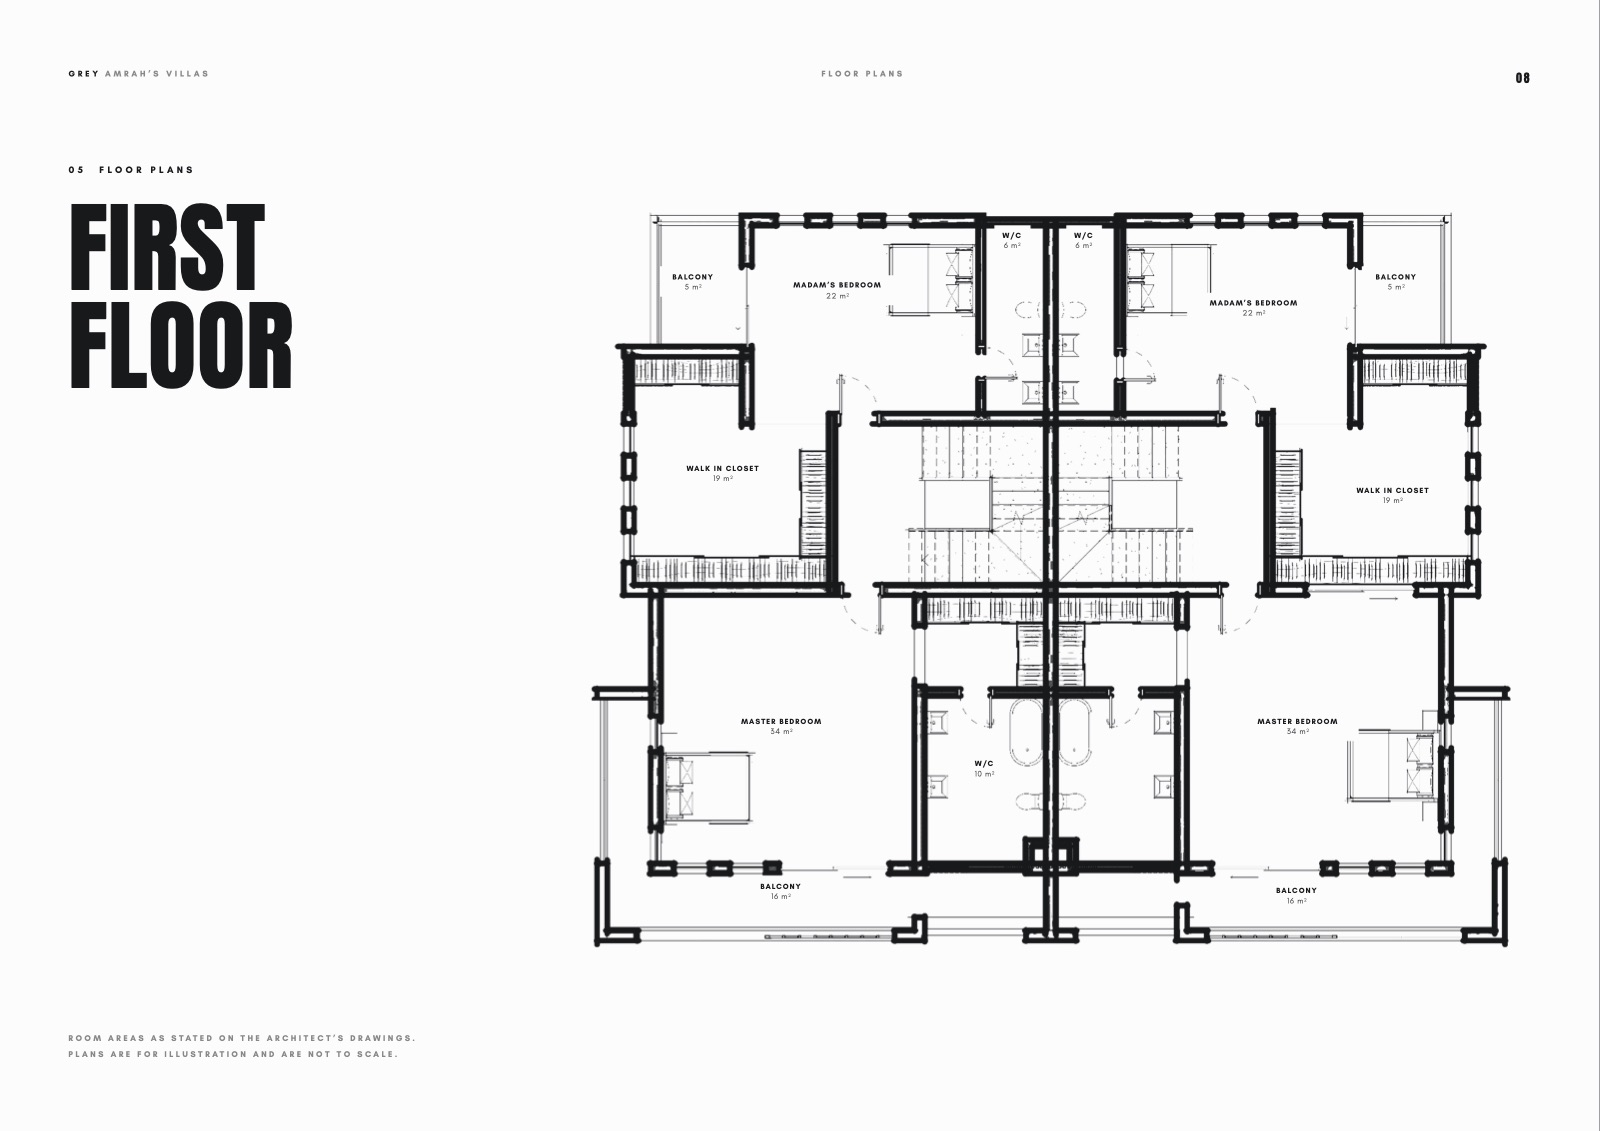 GREY AMRAH'S VILLAS
FLOOR PLANS
08
05 FLOOR PLANS
FIRST
FLOOR
W/C
6 m²
W/C
6 m²
BALCONY
5 m²
MADAM'S BEDROOM
22 m²
MADAM'S BEDROOM
22 m²
BALCONY
5 m²
WALK IN CLOSET
19 m²
WALK IN CLOSET
19 m²
MASTER BEDROOM
34 m²
MASTER BEDROOM
34 m²
W/C
10 m²
BALCONY
16 m²
BALCONY
16 m²
ROOM AREAS AS STATED ON THE ARCHITECT'S DRAWINGS.
PLANS ARE FOR ILLUSTRATION AND ARE NOT TO SCALE.